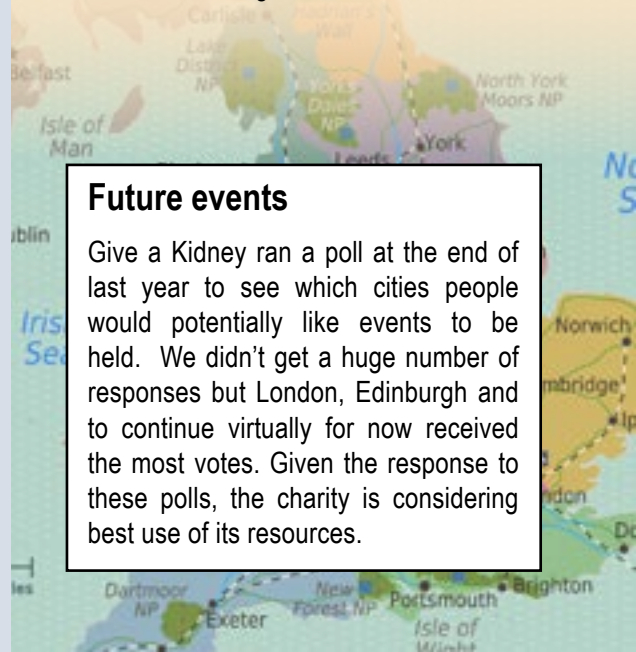 Carlisle
Hadrian's
Wall
Lake
District
NP
Belfast
Yorks
Dales
NP
North York
Moors NP
Isle of
Man
York
Leeds
Future events
Give a Kidney ran a poll at the end of
last year to see which cities people
would potentially like events to be
held. We didn't get a huge number of
responses but London, Edinburgh and
to continue virtually for now received
the most votes. Given the response to
these polls, the charity is considering
best use of its resources.
Norwich
Dartmoor
NP
Exeter
New
Forest NP
Portsmouth
Brighton
Isle of
Wight